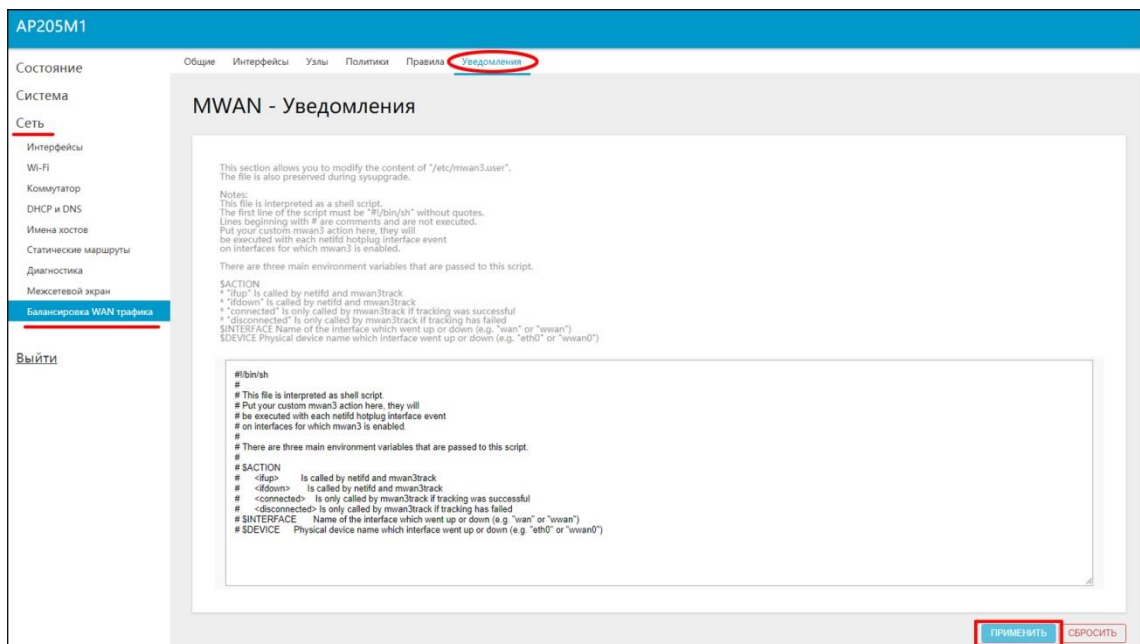 AP205M1
Состояние
Система
Сеть
Интерфейсы
Wi-Fi
Коммутатор
DHCP и DNS
Имена хостов
Статические маршруты
Диагностика
Межсетевой экран
Балансировка WAN трафика
Выйти
Общие Интерфейсы Узлы Политики Правила Уведомления
MWAN - Уведомления
This section allows you to modify the content of "/etc/mwan3.user".
The file is also preserved during sysupgrade.
Notes:
This file is interpreted as a shell script.
The first line of the script must be "#!/bin/sh" without quotes.
Lines beginning with # are comments and are not executed.
Put your custom mwan3 action here, they will
be executed with each netifd hotplug interface event
on interfaces for which mwan3 is enabled.
There are three main environment variables that are passed to this script.
$ACTION
* "ifup" Is called by netifd and mwan3track
* "ifdown" Is called by netifd and mwan3track
* "connected" Is only called by mwan3track if tracking was successful
* "disconnected" Is only called by mwan3track if tracking has failed
$INTERFACE Name of the interface which went up or down (e.g. "wan" or "wwan")
$DEVICE Physical device name which interface went up or down (e.g. "eth0" or "wwan0")
#!/bin/sh
#
# This file is interpreted as shell script.
# Put your custom mwan3 action here, they will
# be executed with each netifd hotplug interface event
# on interfaces for which mwan3 is enabled.
#
# There are three main environment variables that are passed to this script.
#
# $ACTION
# <ifup> Is called by netifd and mwan3track
# <ifdown> Is called by netifd and mwan3track
# <connected> Is only called by mwan3track if tracking was successful
# <disconnected> Is only called by mwan3track if tracking has failed
# $INTERFACE Name of the interface which went up or down (e.g. "wan" or "wwan")
# $DEVICE Physical device name which interface went up or down (e.g. "eth0" or "wwan0")
ПРИМЕНИТЬ СБРОСИТЬ